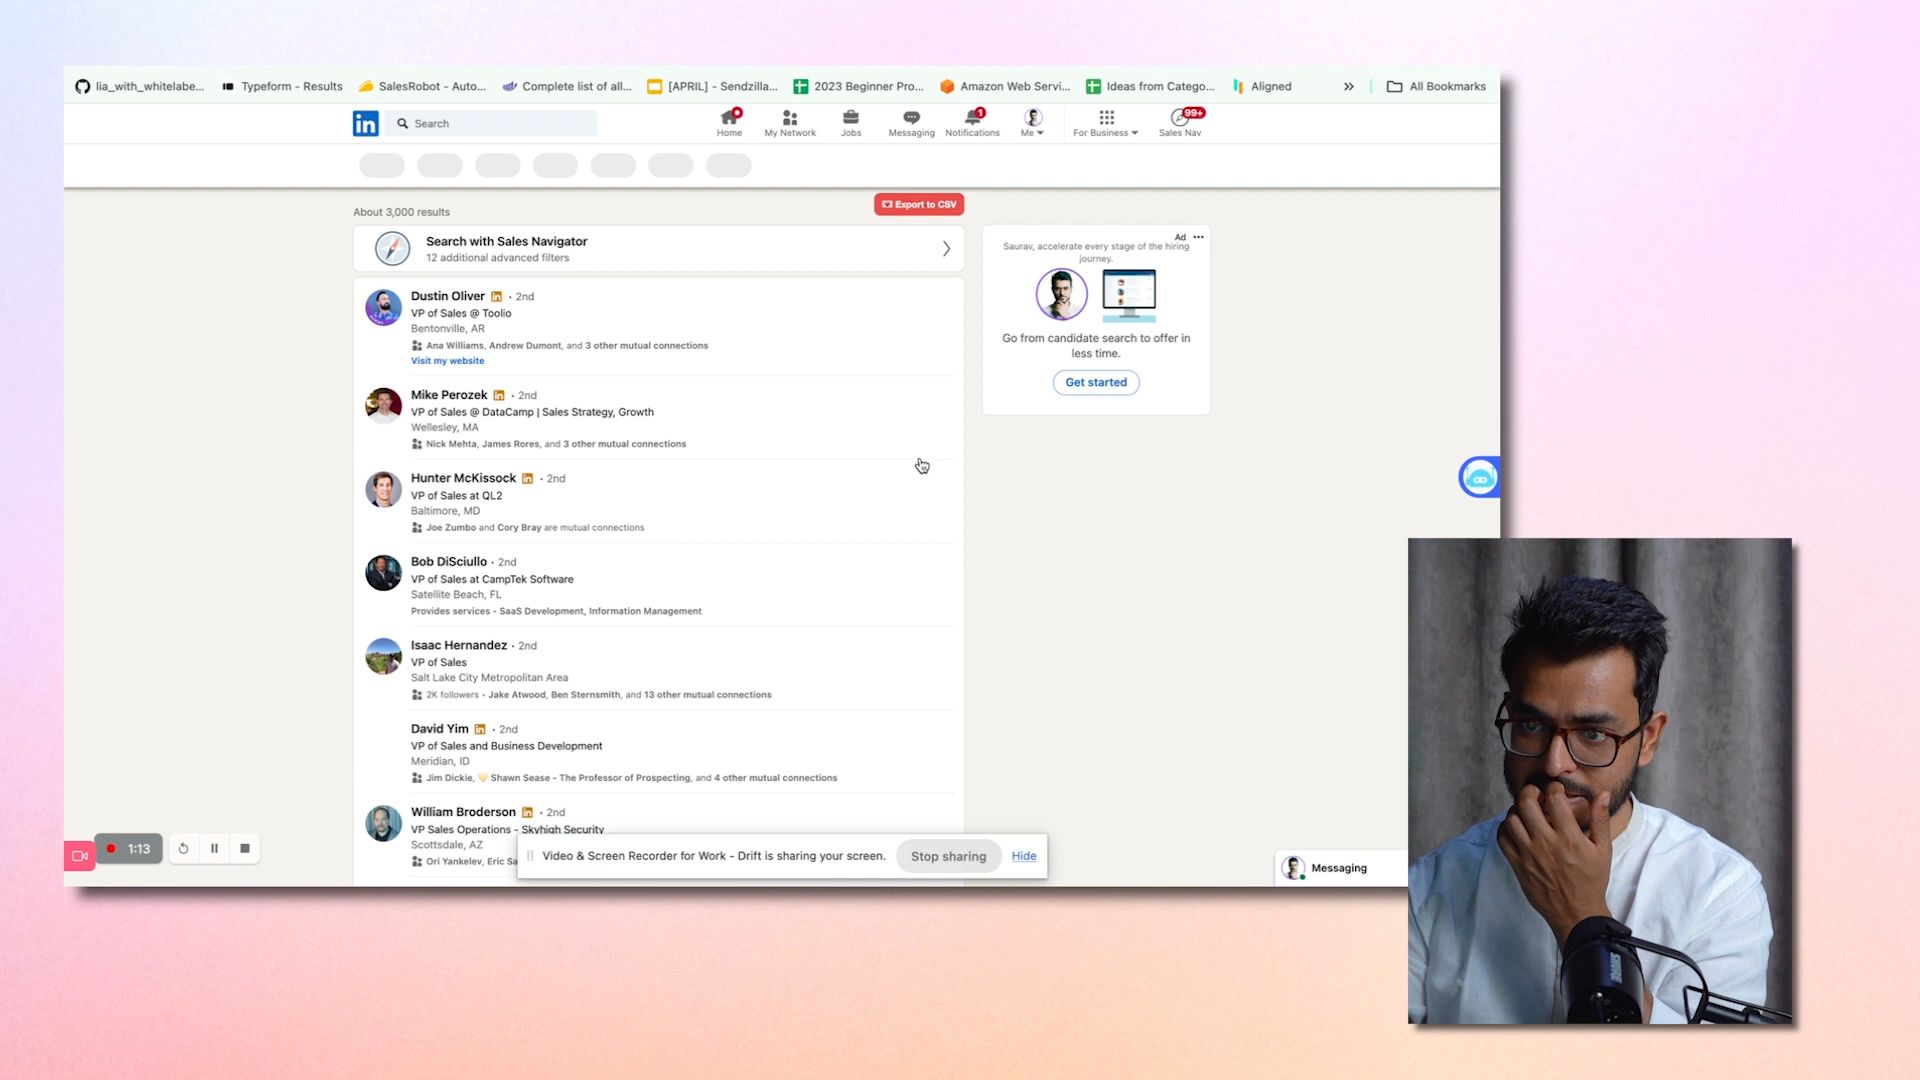 lia_with_whitelabe... Typeform - Results SalesRobot - Auto... Complete list of all... [APRIL] - Sendzilla... 2023 Beginner Pro... Amazon Web Servi... Ideas from Catego... Aligned » All Bookmarks
in Search Home My Network Jobs Messaging 1 Notifications Me For Business 99+ Sales Nav
About 3,000 results
Export to CSV
Search with Sales Navigator
12 additional advanced filters
Dustin Oliver in • 2nd
VP of Sales @ Toolio
Bentonville, AR
Ana Williams, Andrew Dumont, and 3 other mutual connections
Visit my website
Mike Perozek in • 2nd
VP of Sales @ DataCamp | Sales Strategy, Growth
Wellesley, MA
Nick Mehta, James Rores, and 3 other mutual connections
Hunter McKissock in • 2nd
VP of Sales at QL2
Baltimore, MD
Joe Zumbo and Cory Bray are mutual connections
Bob DiSciullo • 2nd
VP of Sales at CampTek Software
Satellite Beach, FL
Provides services - SaaS Development, Information Management
Isaac Hernandez • 2nd
VP of Sales
Salt Lake City Metropolitan Area
2K followers • Jake Atwood, Ben Sternsmith, and 13 other mutual connections
David Yim in • 2nd
VP of Sales and Business Development
Meridian, ID
Jim Dickie, 💛 Shawn Sease - The Professor of Prospecting, and 4 other mutual connections
William Broderson in • 2nd
VP Sales Operations - Skyhigh Security
Scottsdale, AZ
Ori Yankelev, Eric Sa
Ad •••
Saurav, accelerate every stage of the hiring
journey.
Go from candidate search to offer in
less time.
Get started
1:13
Video & Screen Recorder for Work - Drift is sharing your screen. Stop sharing Hide
Messaging